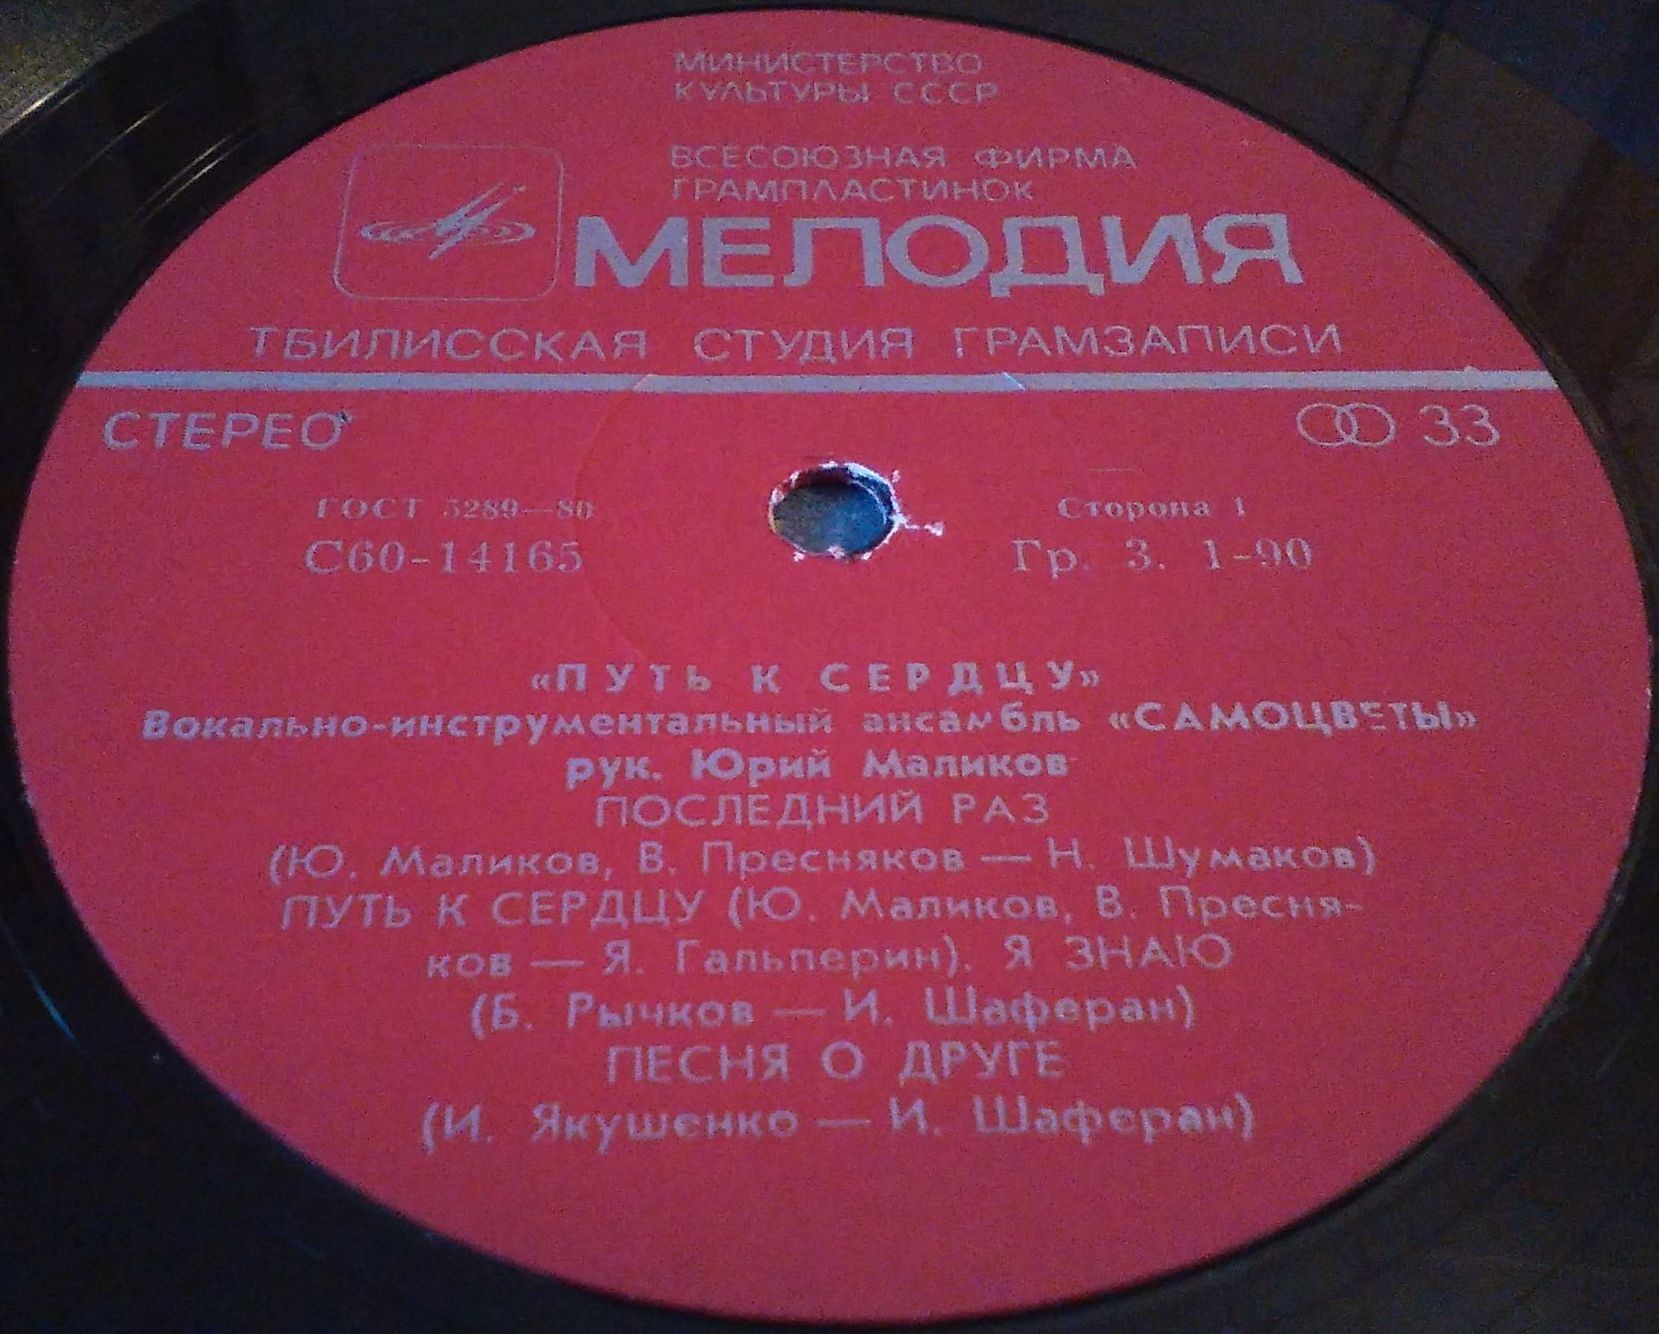 МИНИСТЕРСТВО
КУЛЬТУРЫ СССР
ВСЕСОЮЗНАЯ ФИРМА
ГРАМПЛАСТИНОК
МЕЛОДИЯ
ТБИЛИССКАЯ СТУДИЯ ГРАМЗАПИСИ
СТЕРЕО 33
ГОСТ 5289—80 Сторона 1
С60-14165 Гр. 3. 1-90
«ПУТЬ К СЕРДЦУ»
Вокально-инструментальный ансамбль «САМОЦВЕТЫ»
рук. Юрий Маликов
ПОСЛЕДНИЙ РАЗ
(Ю. Маликов, В. Пресняков — Н. Шумаков)
ПУТЬ К СЕРДЦУ (Ю. Маликов, В. Пресня-
ков — Я. Гальперин). Я ЗНАЮ
(Б. Рычков — И. Шаферан)
ПЕСНЯ О ДРУГЕ
(И. Якушенко — И. Шаферан)